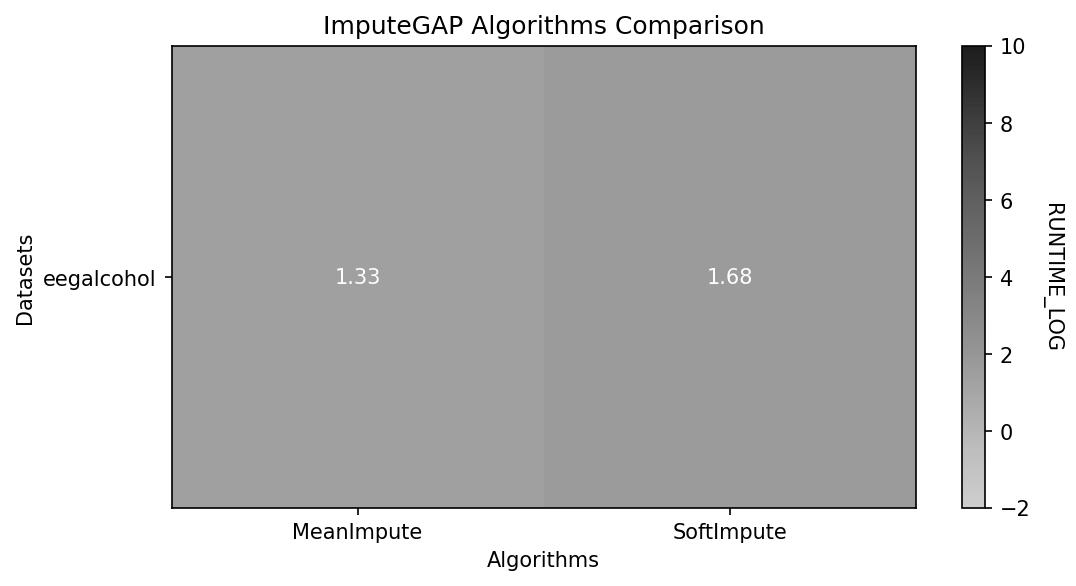 ImputeGAP Algorithms Comparison
Datasets
eegalcohol
1.33
1.68
MeanImpute
SoftImpute
Algorithms
10
8
6
4
2
0
−2
RUNTIME_LOG